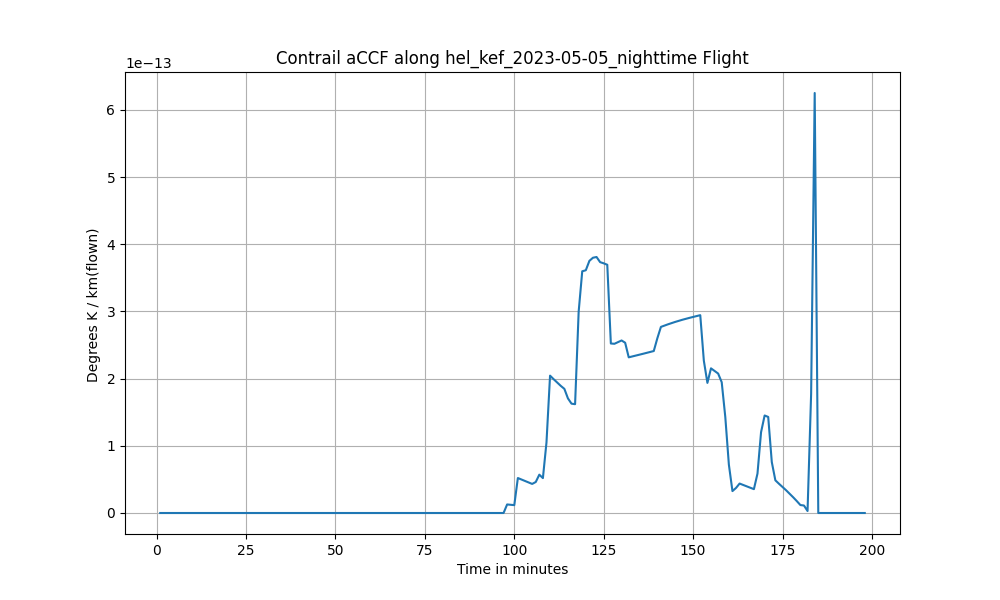 Contrail aCCF along hel_kef_2023-05-05_nighttime Flight
1e−13
6
5
4
3
2
1
0
Degrees K / km(flown)
0 25 50 75 100 125 150 175 200
Time in minutes